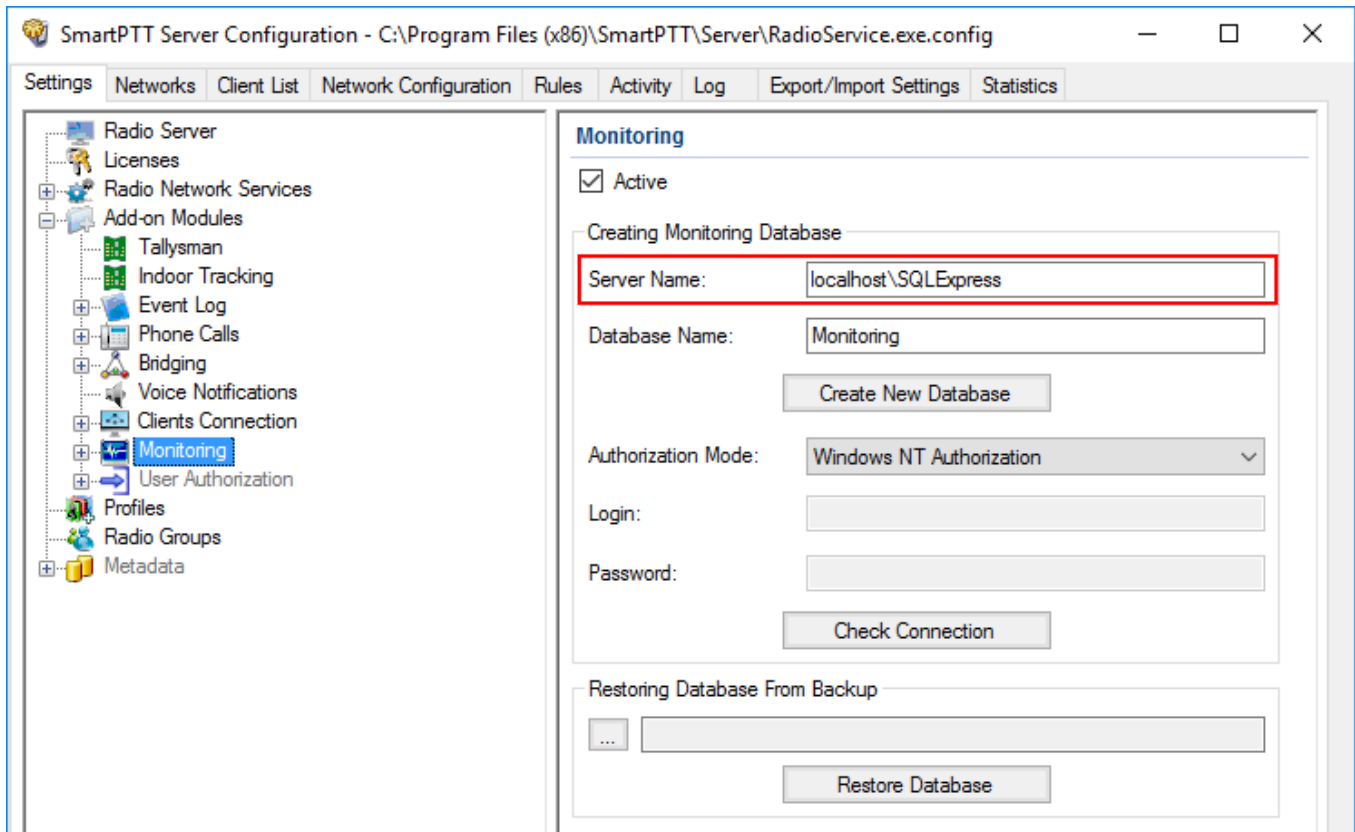 SmartPTT Server Configuration - C:\Program Files (x86)\SmartPTT\Server\RadioService.exe.config
Settings Networks Client List Network Configuration Rules Activity Log Export/Import Settings Statistics
Radio Server
Licenses
Radio Network Services
Add-on Modules
Tallysman
Indoor Tracking
Event Log
Phone Calls
Bridging
Voice Notifications
Clients Connection
Monitoring
User Authorization
Profiles
Radio Groups
Metadata
Monitoring
Active
Creating Monitoring Database
Server Name: localhost\SQLExpress
Database Name: Monitoring
Create New Database
Authorization Mode: Windows NT Authorization
Login:
Password:
Check Connection
Restoring Database From Backup
...
Restore Database